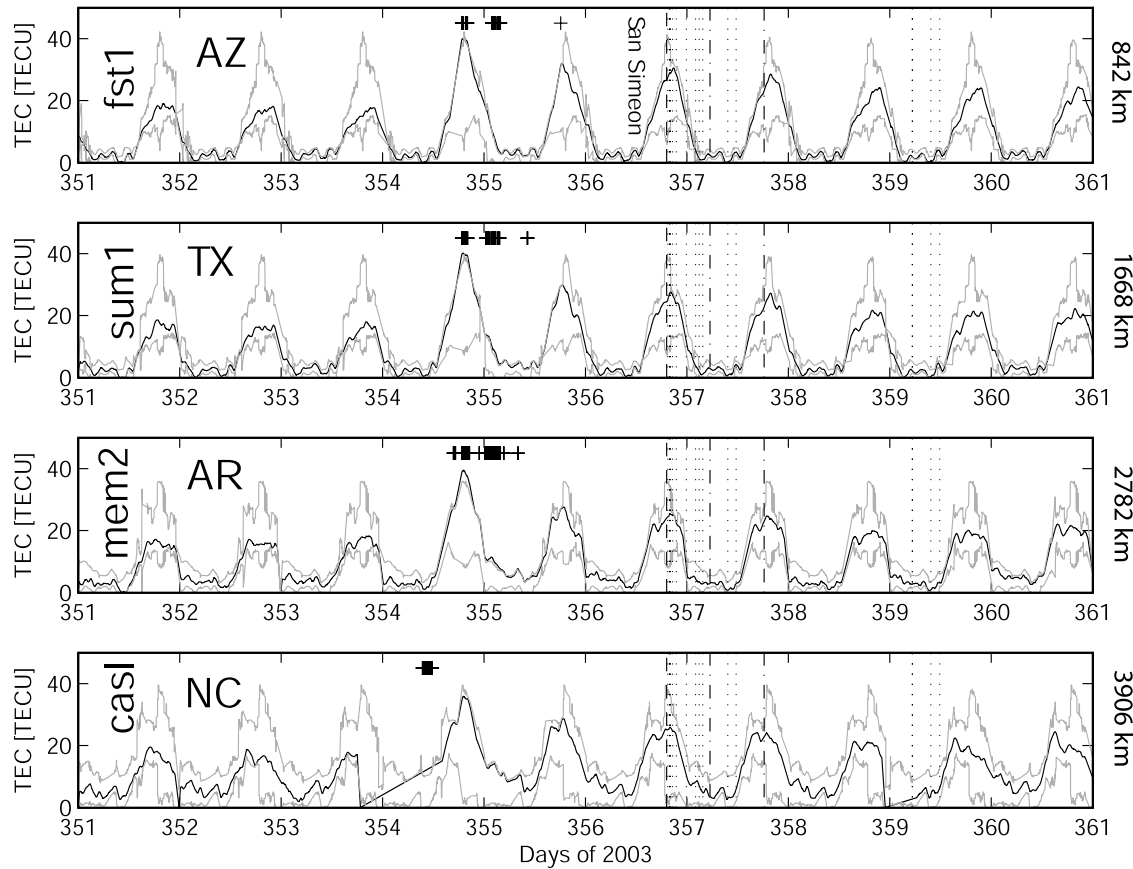 TEC [TECU]
40
20
0
fst1
AZ
San Simeon
842 km
351 352 353 354 355 356 357 358 359 360 361
TEC [TECU]
40
20
0
sum1
TX
1668 km
351 352 353 354 355 356 357 358 359 360 361
TEC [TECU]
40
20
0
mem2
AR
2782 km
351 352 353 354 355 356 357 358 359 360 361
TEC [TECU]
40
20
0
casl
NC
3906 km
351 352 353 354 355 356 357 358 359 360 361
Days of 2003